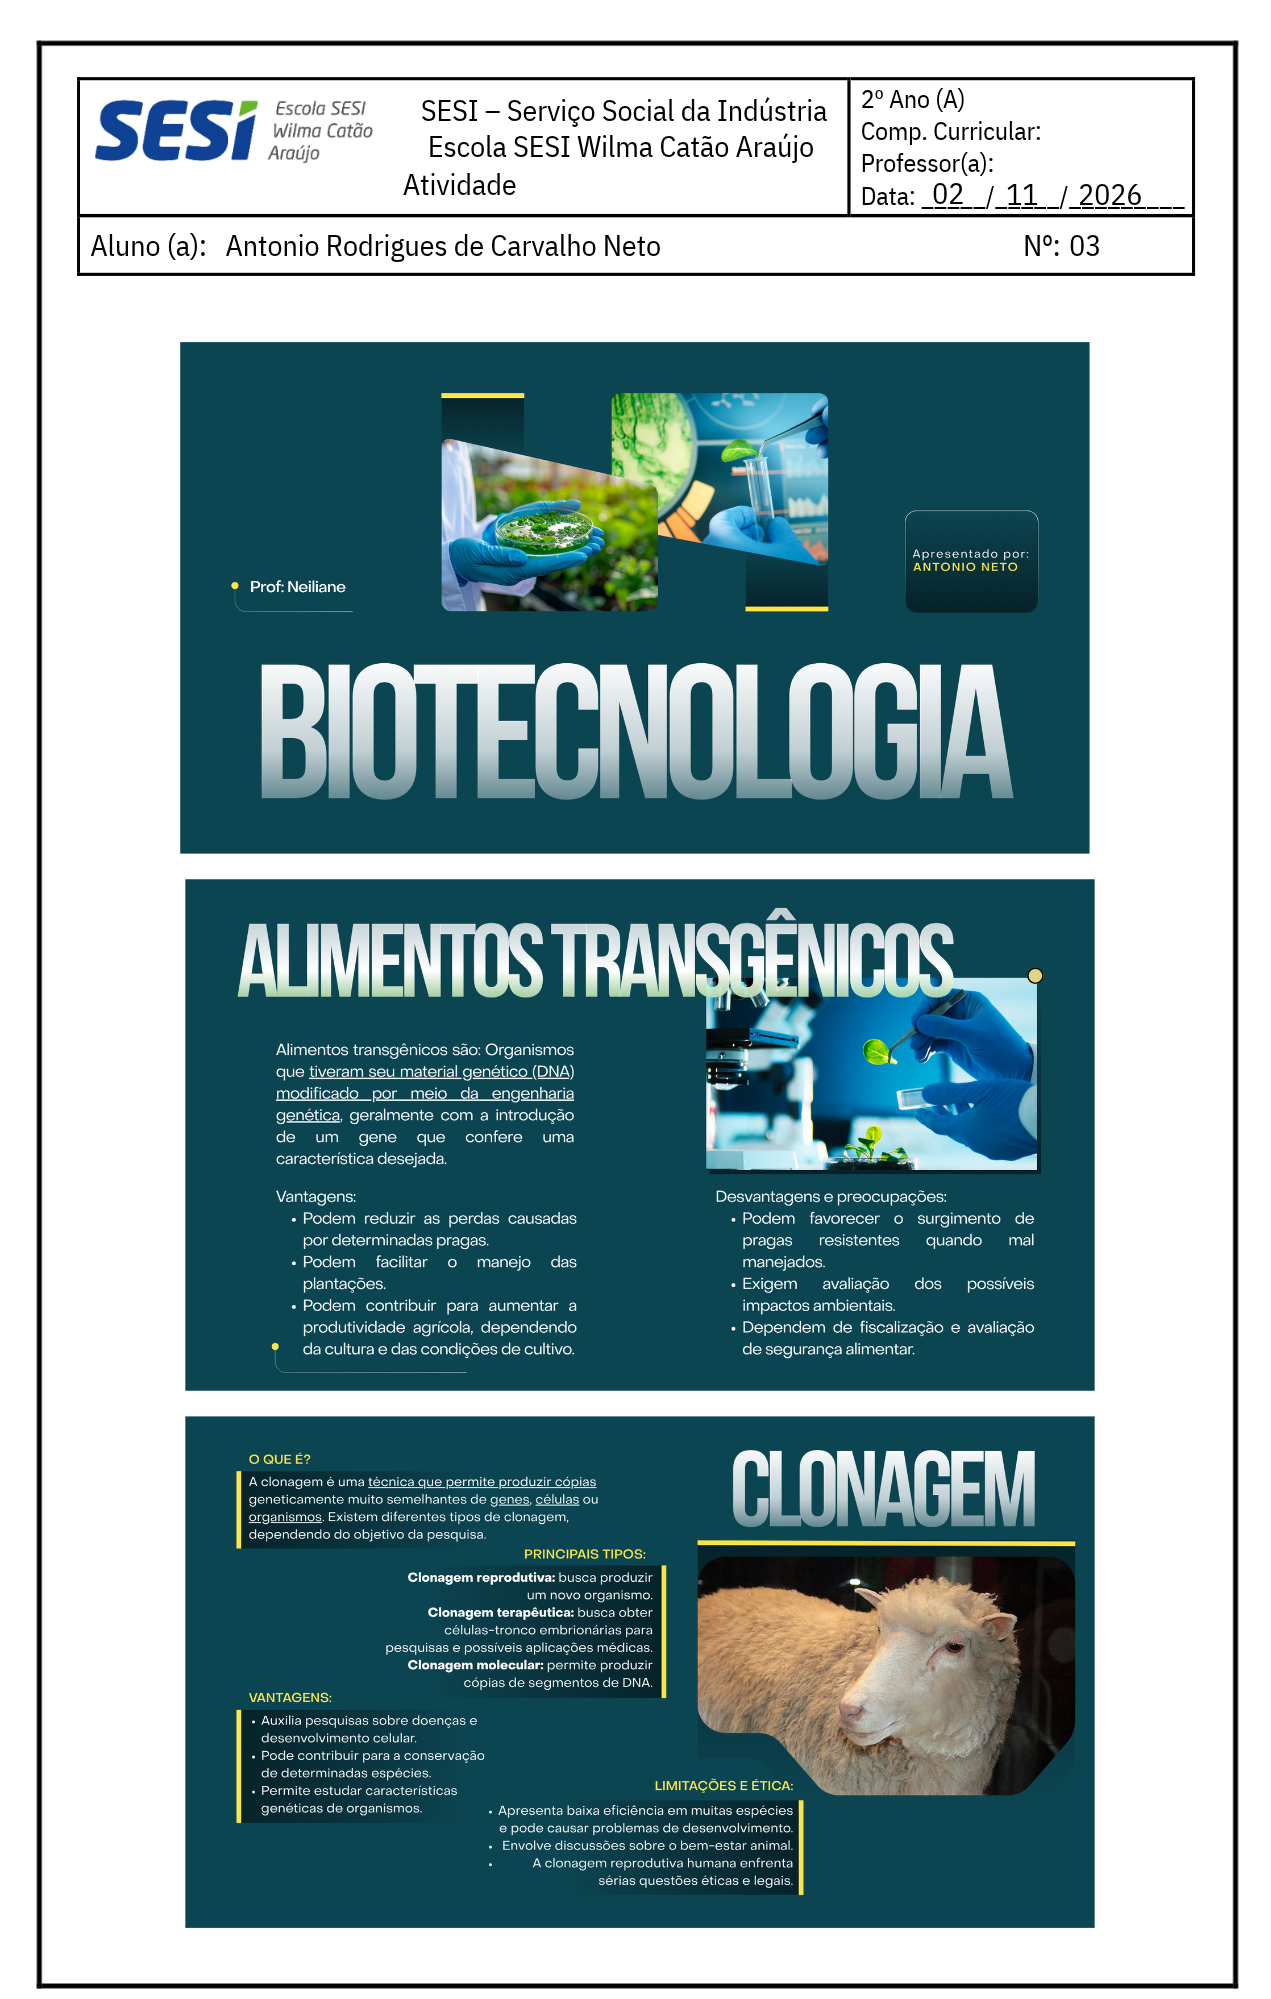 SESI
Escola SESI
Wilma Catão
Araújo
SESI – Serviço Social da Indústria
Escola SESI Wilma Catão Araújo
Atividade
2º Ano (A)
Comp. Curricular:
Professor(a):
Data: 02 / 11 / 2026
Aluno (a): Antonio Rodrigues de Carvalho Neto Nº: 03
Prof: Neiliane
Apresentado por:
ANTONIO NETO
BIOTECNOLOGIA
ALIMENTOS TRANSGÊNICOS
Alimentos transgênicos são: Organismos
que tiveram seu material genético (DNA)
modificado por meio da engenharia
genética, geralmente com a introdução
de um gene que confere uma
característica desejada.
Vantagens:
• Podem reduzir as perdas causadas
por determinadas pragas.
• Podem facilitar o manejo das
plantações.
• Podem contribuir para aumentar a
produtividade agrícola, dependendo
da cultura e das condições de cultivo.
Desvantagens e preocupações:
• Podem favorecer o surgimento de
pragas resistentes quando mal
manejados.
• Exigem avaliação dos possíveis
impactos ambientais.
• Dependem de fiscalização e avaliação
de segurança alimentar.
CLONAGEM
O QUE É?
A clonagem é uma técnica que permite produzir cópias
geneticamente muito semelhantes de genes, células ou
organismos. Existem diferentes tipos de clonagem,
dependendo do objetivo da pesquisa.
PRINCIPAIS TIPOS:
Clonagem reprodutiva: busca produzir
um novo organismo.
Clonagem terapêutica: busca obter
células-tronco embrionárias para
pesquisas e possíveis aplicações médicas.
Clonagem molecular: permite produzir
cópias de segmentos de DNA.
VANTAGENS:
• Auxilia pesquisas sobre doenças e
desenvolvimento celular.
• Pode contribuir para a conservação
de determinadas espécies.
• Permite estudar características
genéticas de organismos.
LIMITAÇÕES E ÉTICA:
• Apresenta baixa eficiência em muitas espécies
e pode causar problemas de desenvolvimento.
• Envolve discussões sobre o bem-estar animal.
• A clonagem reprodutiva humana enfrenta
sérias questões éticas e legais.